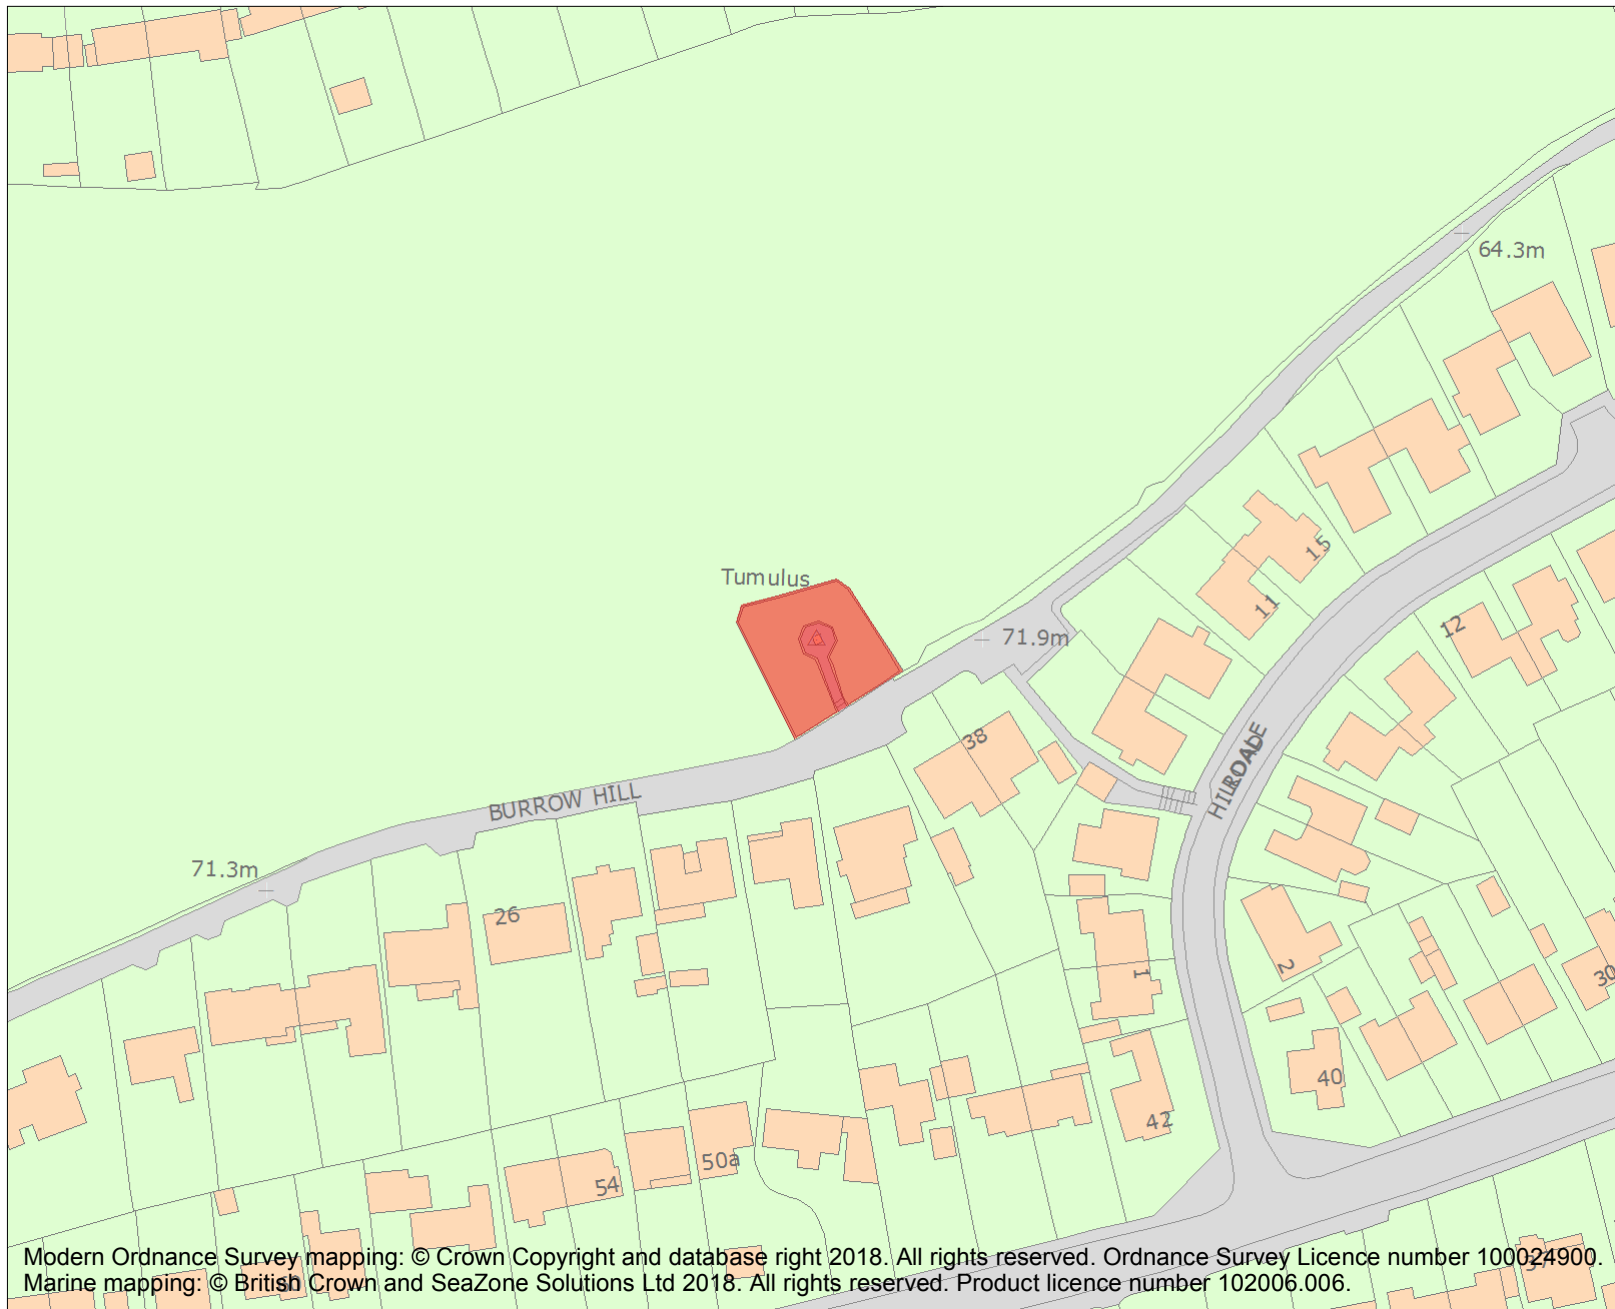 64.3m
Tumulus
15
11
12
71.9m
38
HILLDALE
ROAD
BURROW HILL
71.3m
26
2
1
30
40
42
50a
54
Modern Ordnance Survey mapping: © Crown Copyright and database right 2018. All rights reserved. Ordnance Survey Licence number 100024900.
Marine mapping: © British Crown and SeaZone Solutions Ltd 2018. All rights reserved. Product licence number 102006.006.